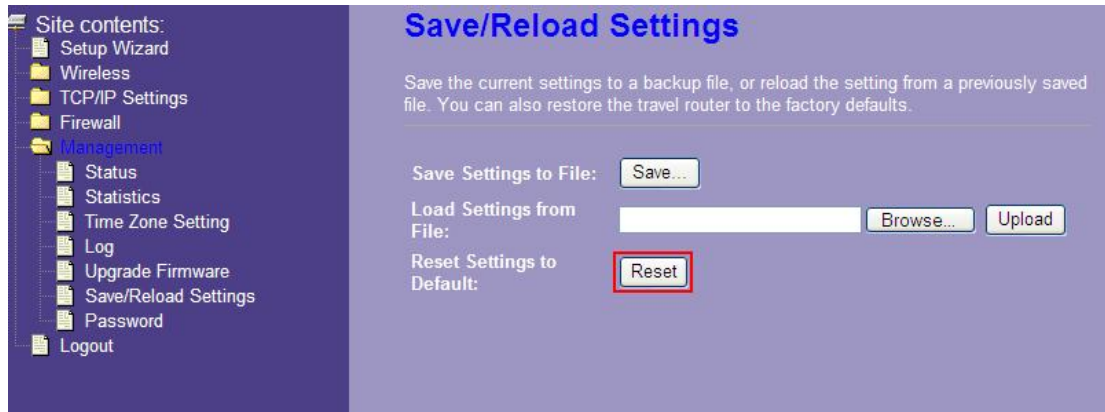 Site contents:
Setup Wizard
Wireless
TCP/IP Settings
Firewall
Management
Status
Statistics
Time Zone Setting
Log
Upgrade Firmware
Save/Reload Settings
Password
Logout
Save/Reload Settings
Save the current settings to a backup file, or reload the setting from a previously saved
file. You can also restore the travel router to the factory defaults.
Save Settings to File: Save...
Load Settings from
File: Browse... Upload
Reset Settings to
Default: Reset